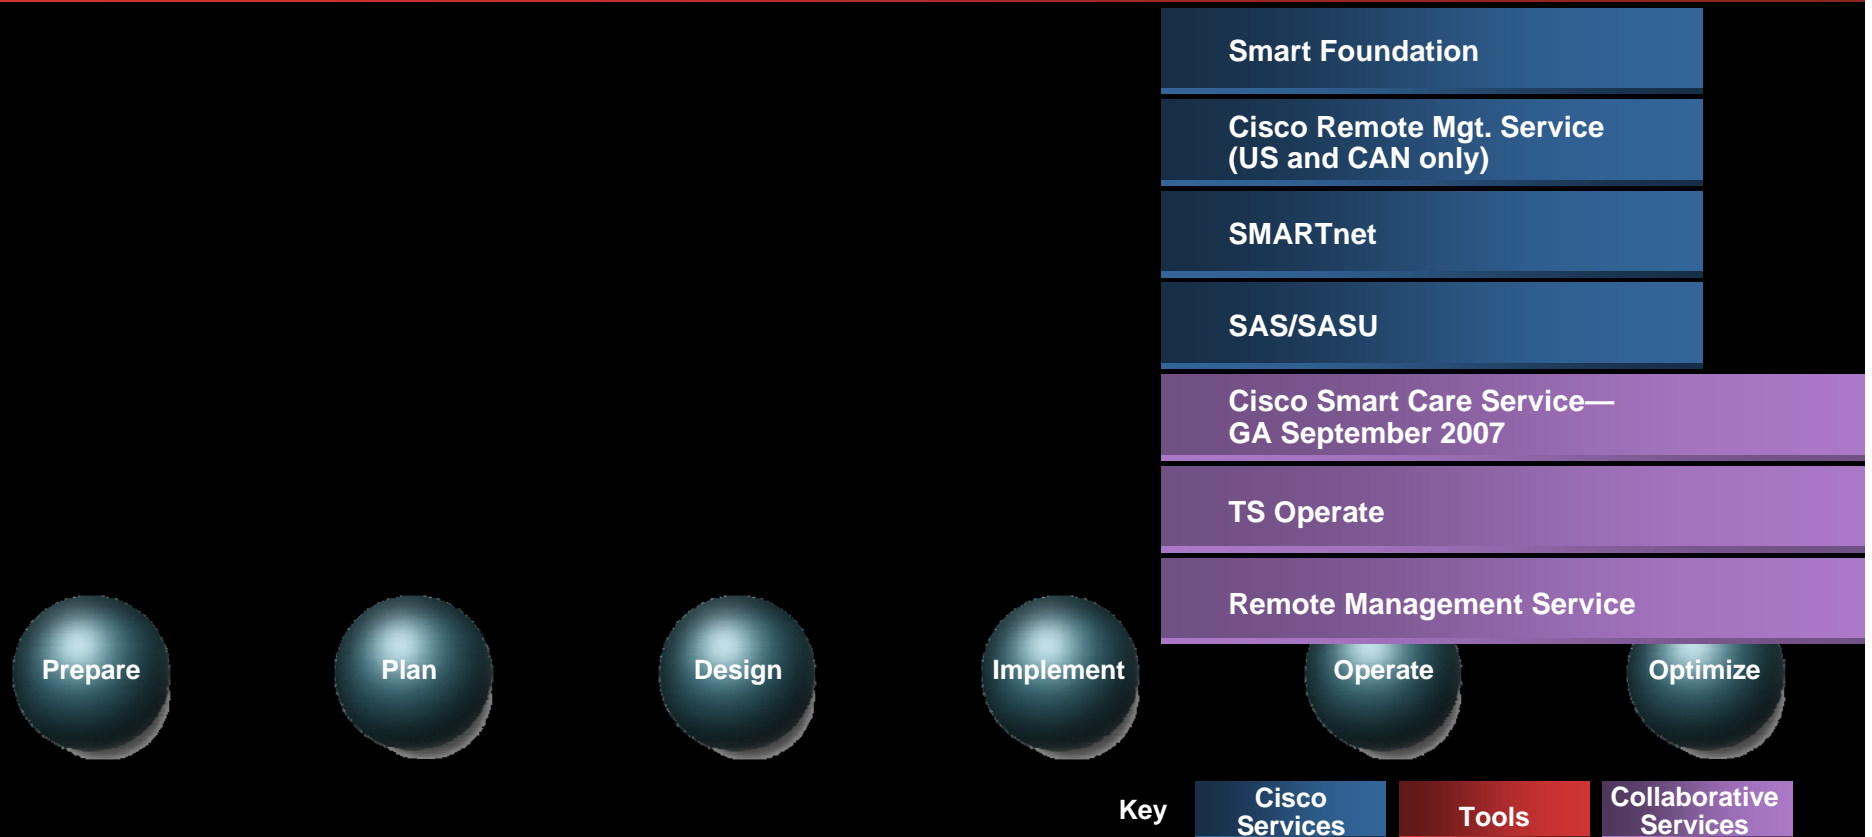 Smart Foundation
Cisco Remote Mgt. Service
(US and CAN only)
SMARTnet
SAS/SASU
Cisco Smart Care Service—
GA September 2007
TS Operate
Remote Management Service
Prepare
Plan
Design
Implement
Operate
Optimize
Key
Cisco
Services
Tools
Collaborative
Services